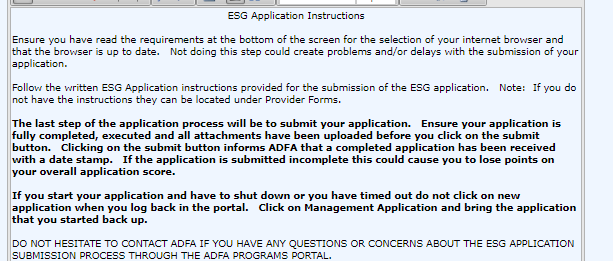 ESG Application Instructions
Ensure you have read the requirements at the bottom of the screen for the selection of your internet browser and
that the browser is up to date.   Not doing this step could create problems and/or delays with the submission of your
application.
Follow the written ESG Application instructions provided for the submission of the ESG application.   Note:  If you do
not have the instructions they can be located under Provider Forms.
The last step of the application process will be to submit your application.   Ensure your application is
fully completed, executed and all attachments have been uploaded before you click on the submit
button.   Clicking on the submit button informs ADFA that a completed application has been received
with a date stamp.   If the application is submitted incomplete this could cause you to lose points on
your overall application score.
If you start your application and have to shut down or you have timed out do not click on new
application when you log back in the portal.   Click on Management Application and bring the application
that you started back up.
DO NOT HESITATE TO CONTACT ADFA IF YOU HAVE ANY QUESTIONS OR CONCERNS ABOUT THE ESG APPLICATION
SUBMISSION PROCESS THROUGH THE ADFA PROGRAMS PORTAL.